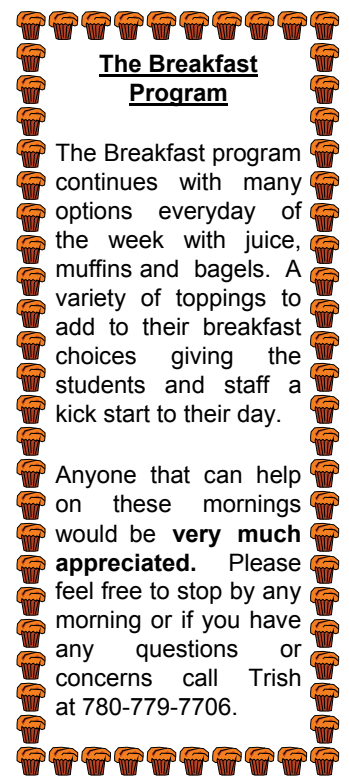 The Breakfast
Program
The Breakfast program
continues with many
options everyday of
the week with juice,
muffins and bagels. A
variety of toppings to
add to their breakfast
choices giving the
students and staff a
kick start to their day.
Anyone that can help
on these mornings
would be very much
appreciated. Please
feel free to stop by any
morning or if you have
any questions or
concerns call Trish
at 780-779-7706.